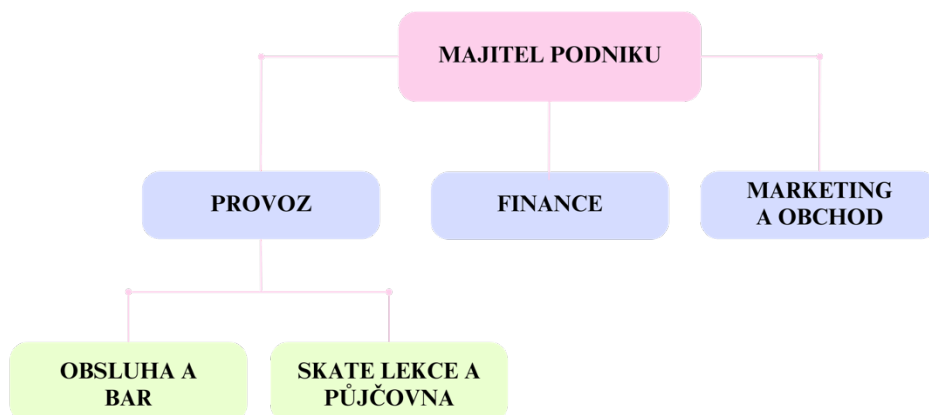 MAJITEL PODNIKU
PROVOZ
FINANCE
MARKETING
A OBCHOD
OBSLUHA A
BAR
SKATE LEKCE A
PŮJČOVNA